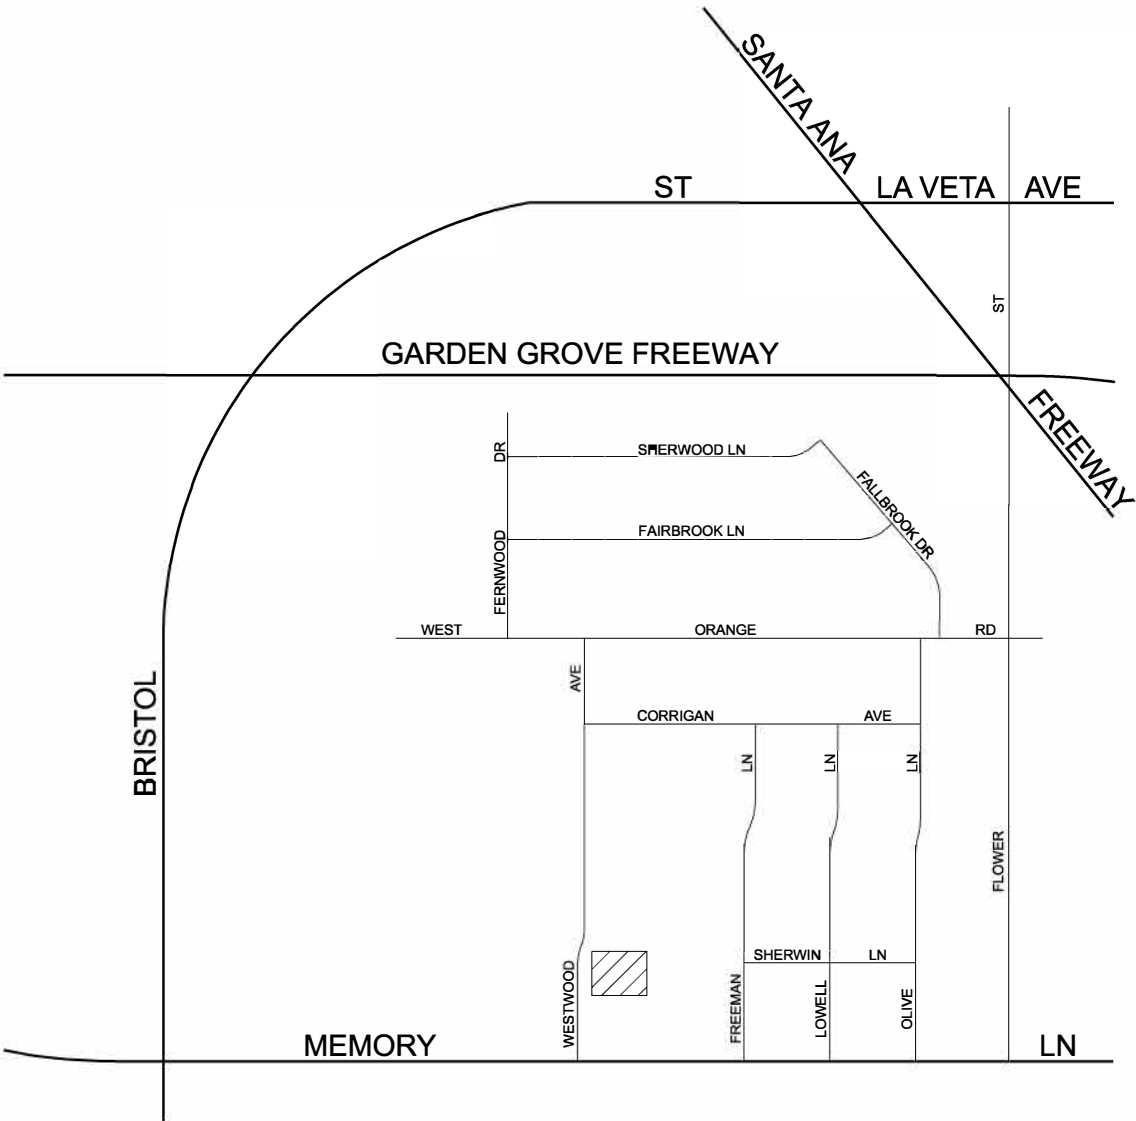 SANTA ANA
ST
LA VETA
AVE
ST
GARDEN GROVE FREEWAY
FREEWAY
DR
SHERWOOD LN
FALLBROOK DR
FAIRBROOK LN
FERNWOOD
WEST
ORANGE
RD
AVE
BRISTOL
CORRIGAN
AVE
LN
LN
LN
FLOWER
SHERWIN
LN
WESTWOOD
FREEMAN
LOWELL
OLIVE
MEMORY
LN